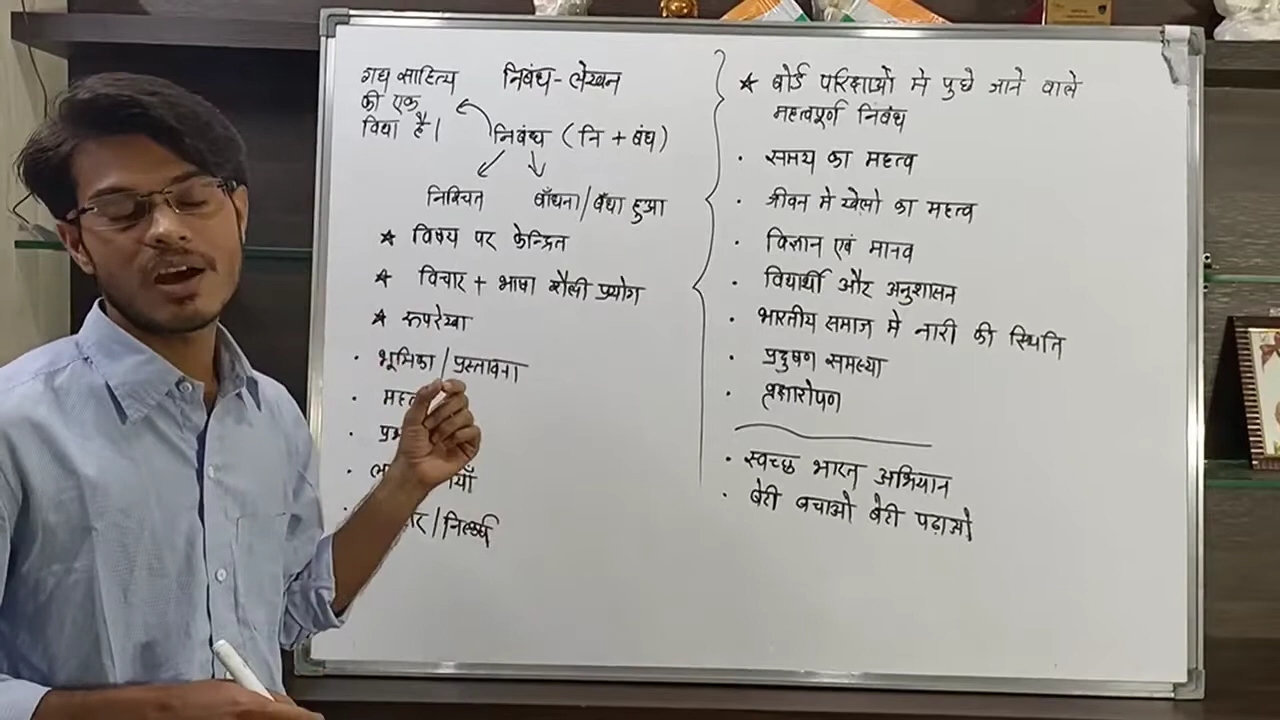 निबंध-लेखन
गद्य साहित्य
की एक
विद्या है।
निबंध (नि + बंध)
निश्चित बाँधना/बँधा हुआ
★ विषय पर केन्द्रित
★ विचार + भाषा शैली प्रयोग
★ रूपरेखा
· भूमिका/प्रस्तावना
★ बोर्ड परिक्षाओ मे पुछे जाने वाले
महत्वपूर्ण निबंध
· समय का महत्व
· जीवन मे खेलो का महत्व
· विज्ञान एवं मानव
· विद्यार्थी और अनुशासन
· भारतीय समाज मे नारी की स्थिति
· प्रदुषण समस्या
· वृक्षारोपण
· स्वच्छ भारत अभियान
· बेटी बचाओ बेटी पढ़ाओ